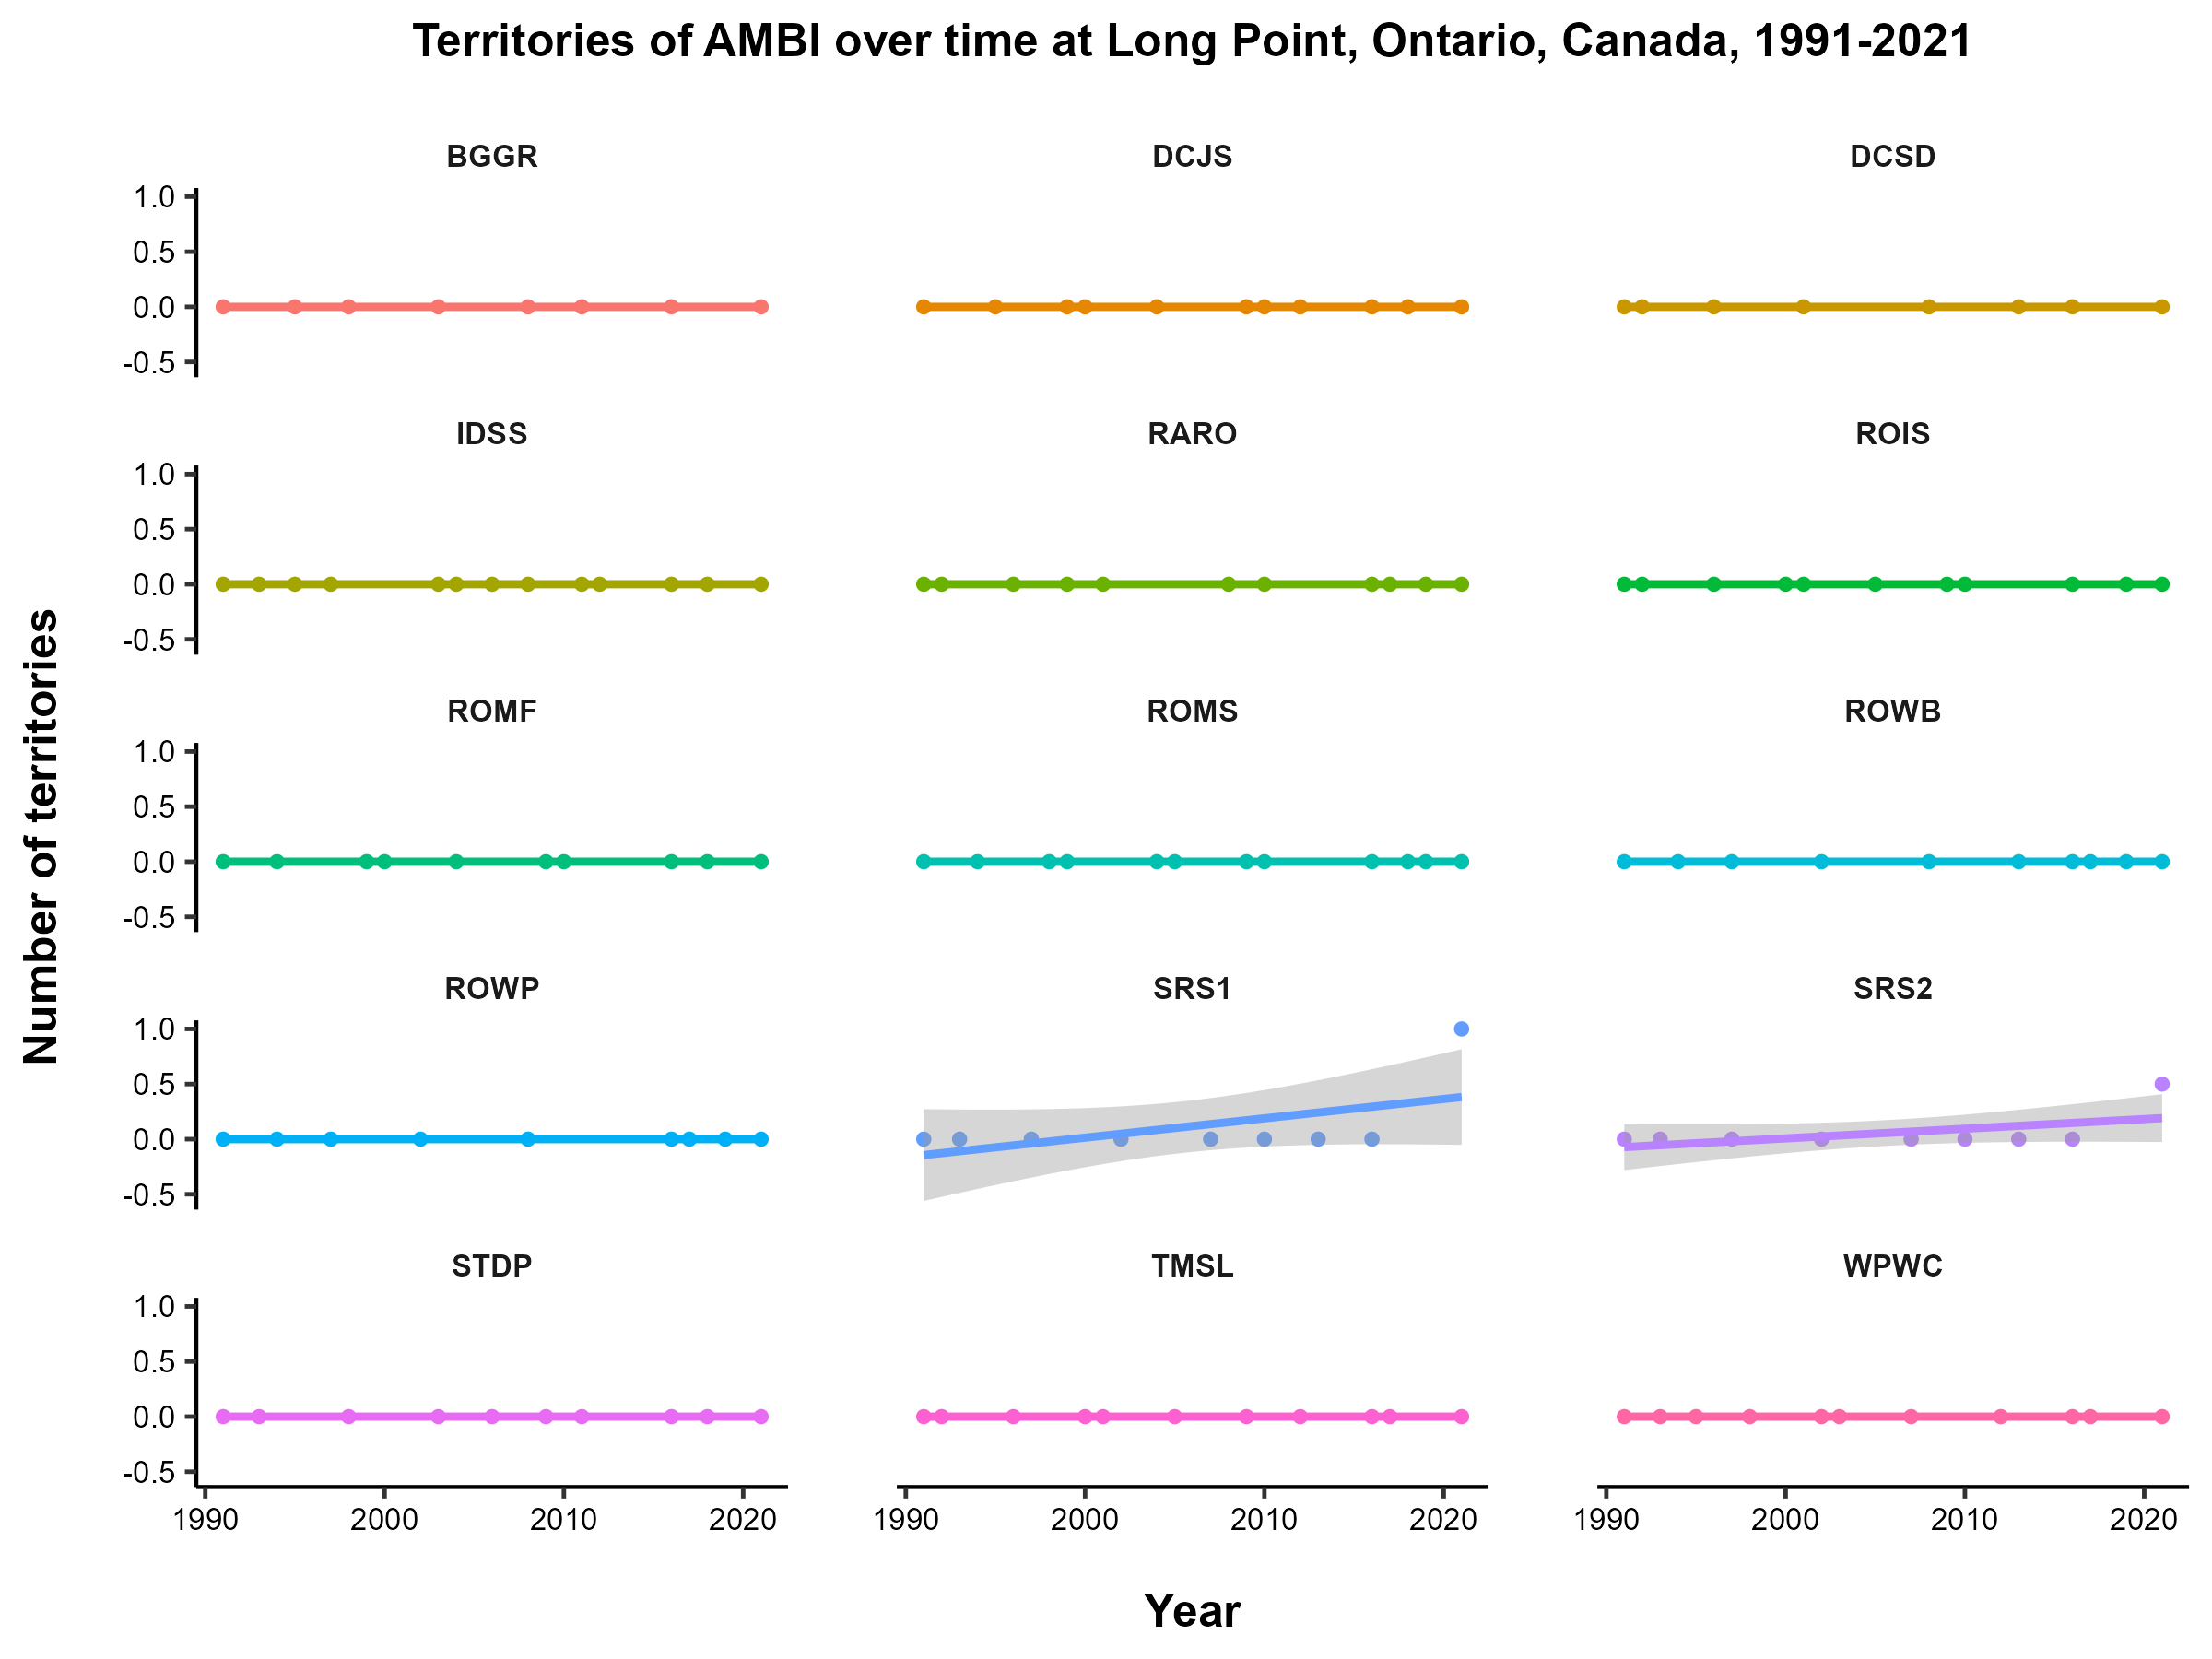 Territories of AMBI over time at Long Point, Ontario, Canada, 1991-2021
BGGR DCJS DCSD
1.0
0.5
0.0
-0.5
IDSS RARO ROIS
1.0
0.5
0.0
-0.5
ROMF ROMS ROWB
1.0
0.5
0.0
-0.5
ROWP SRS1 SRS2
1.0
0.5
0.0
-0.5
STDP TMSL WPWC
1.0
0.5
0.0
-0.5
1990 2000 2010 2020 1990 2000 2010 2020 1990 2000 2010 2020
Number of territories
Year